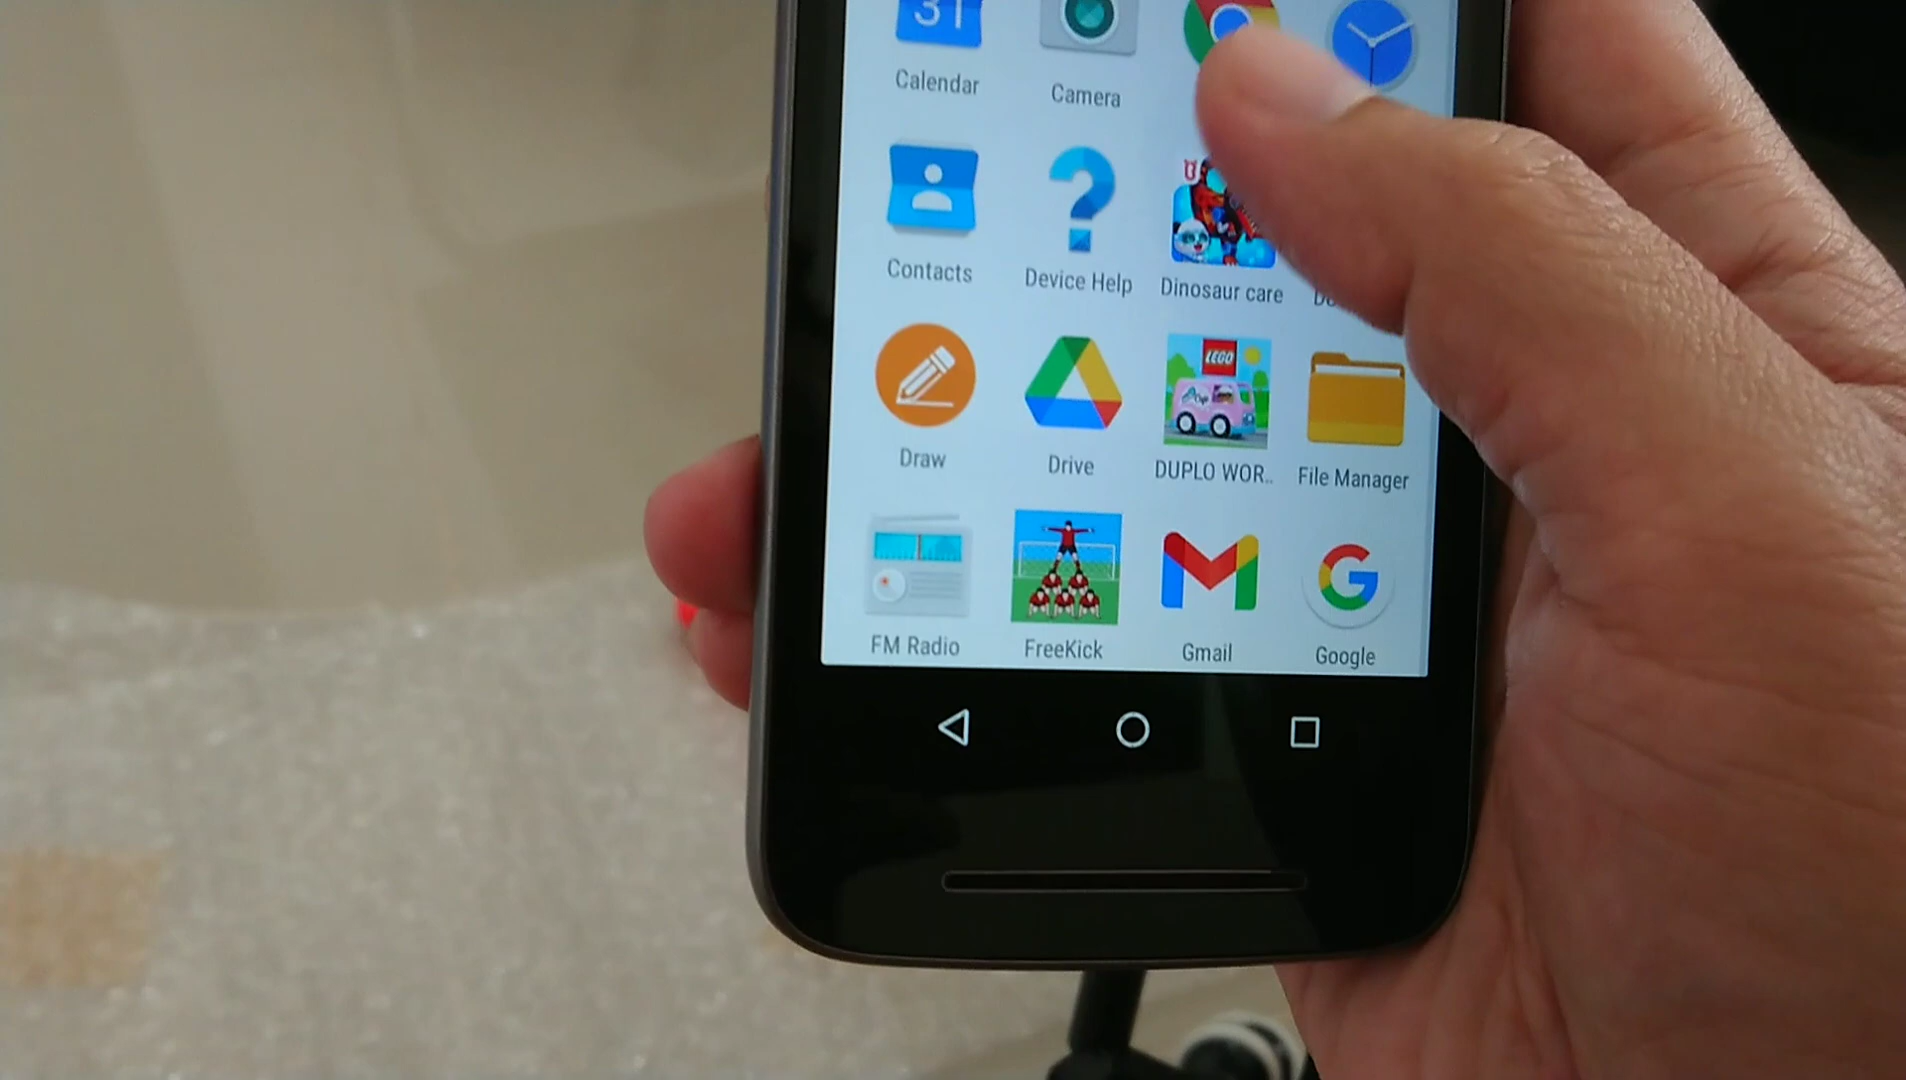 31
Calendar
Camera
Contacts
Device Help
Dinosaur care
Draw
Drive
LEGO
DUPLO WOR..
File Manager
FM Radio
FreeKick
Gmail
Google